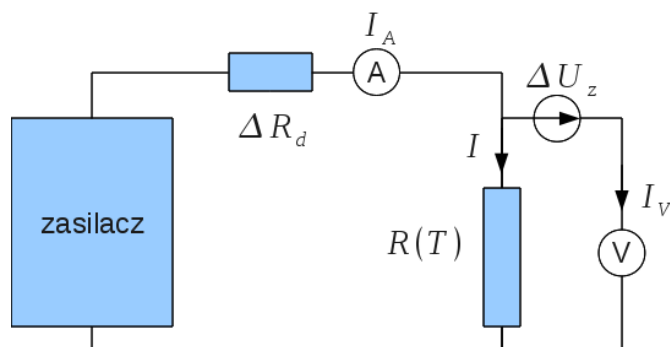 I_A
A
ΔU_z
ΔR_d
I
zasilacz
R(T)
I_V
V